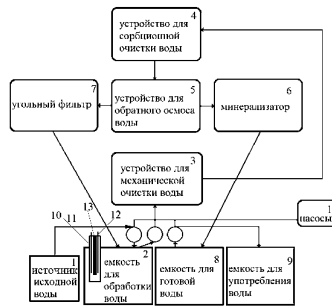 4
устройство для
сорбционной
очистки воды
7
угольный фильтр
5
устройство для
обратного осмоса
воды
6
минерализатор
3
устройство для
механической
очистки воды
13
10
11
12
1
насосы
1
источник
исходной
воды
2
емкость для
обработки
воды
8
емкость для
готовой воды
9
емкость для
употребления
воды